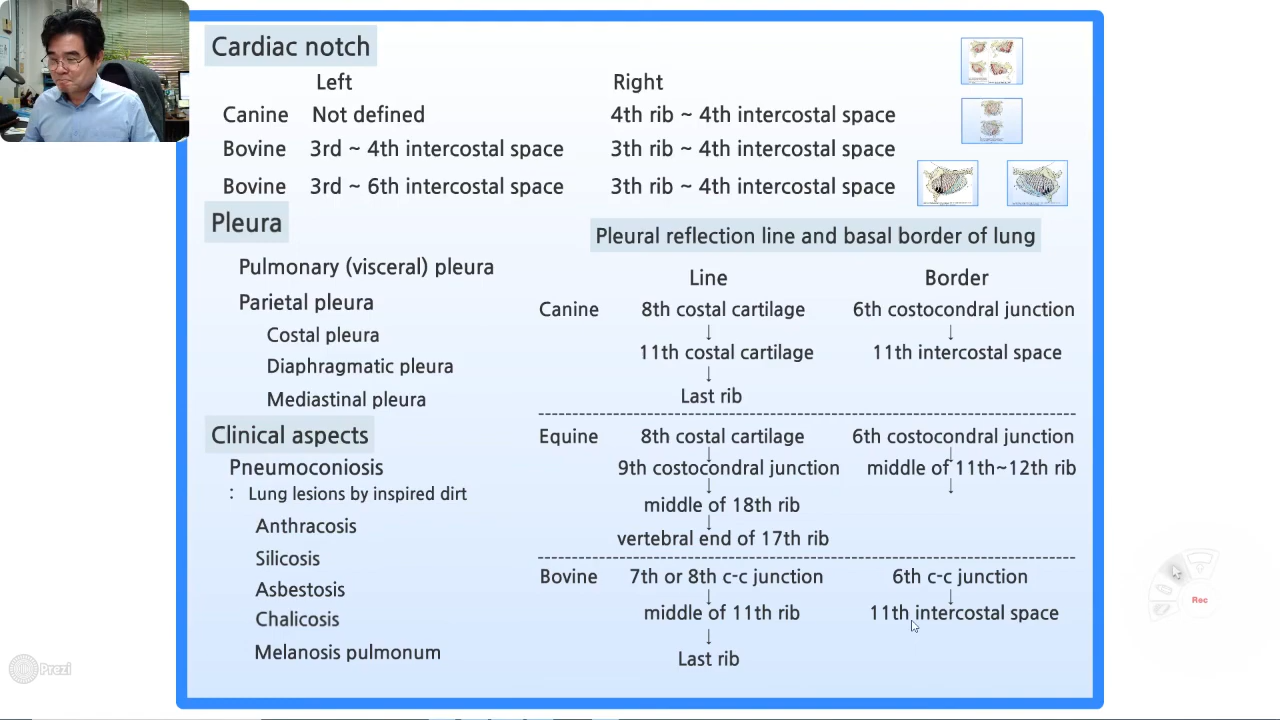 Cardiac notch
Left Right
Canine Not defined 4th rib ~ 4th intercostal space
Bovine 3rd ~ 4th intercostal space 3th rib ~ 4th intercostal space
Bovine 3rd ~ 6th intercostal space 3th rib ~ 4th intercostal space
Pleura
Pulmonary (visceral) pleura
Parietal pleura
Costal pleura
Diaphragmatic pleura
Mediastinal pleura
Pleural reflection line and basal border of lung
Line Border
Canine 8th costal cartilage 6th costocondral junction
↓ ↓
11th costal cartilage 11th intercostal space
↓
Last rib
Equine 8th costal cartilage 6th costocondral junction
↓ ↓
9th costocondral junction middle of 11th~12th rib
↓ ↓
middle of 18th rib
↓
vertebral end of 17th rib
Bovine 7th or 8th c-c junction 6th c-c junction
↓ ↓
middle of 11th rib 11th intercostal space
↓
Last rib
Clinical aspects
Pneumoconiosis
: Lung lesions by inspired dirt
Anthracosis
Silicosis
Asbestosis
Chalicosis
Melanosis pulmonum
Prezi
Rec